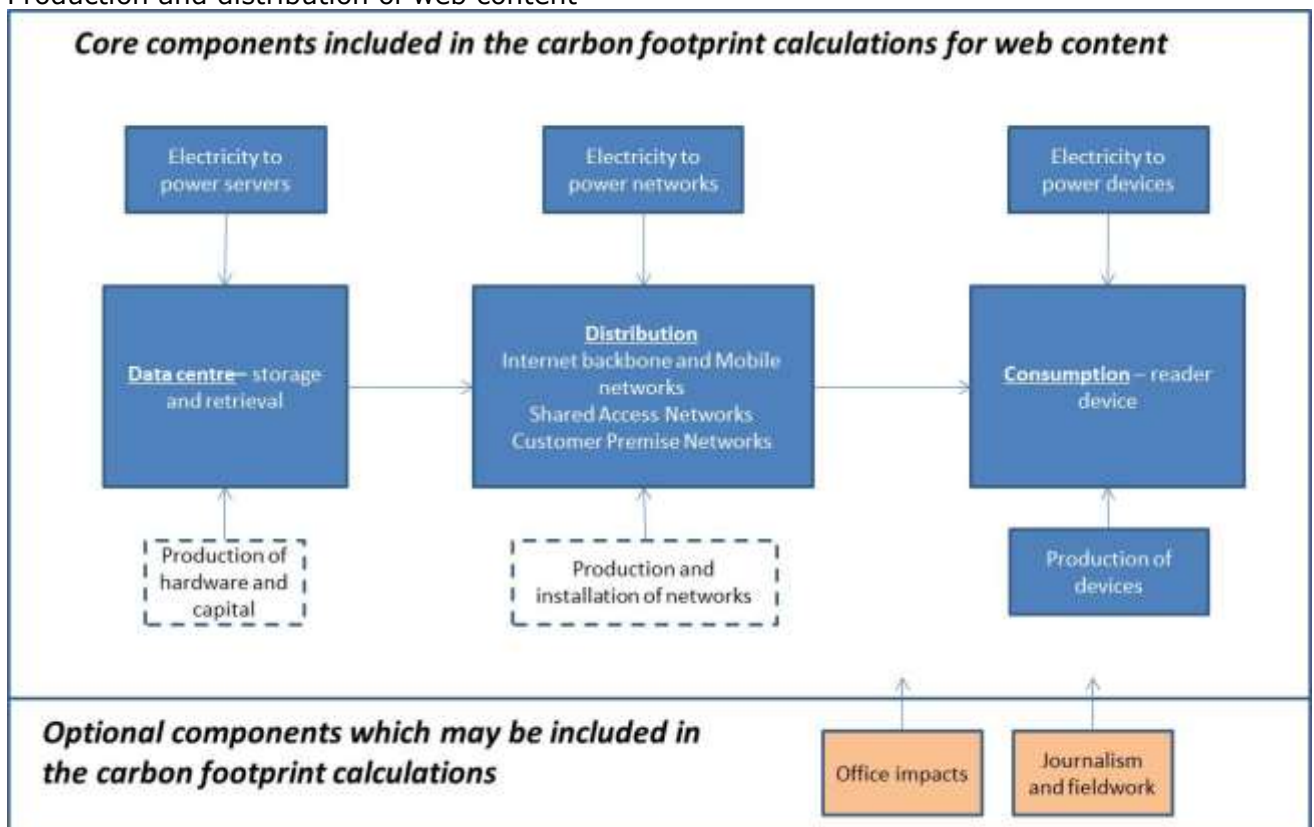 Production and distribution of web content
Core components included in the carbon footprint calculations for web content
Electricity to
power servers
Electricity to
power networks
Electricity to
power devices
Data centre– storage
and retrieval
Distribution
Internet backbone and Mobile
networks
Shared Access Networks
Customer Premise Networks
Consumption – reader
device
Production of
hardware and
capital
Production and
installation of networks
Production of
devices
Optional components which may be included in
the carbon footprint calculations
Office impacts
Journalism
and fieldwork